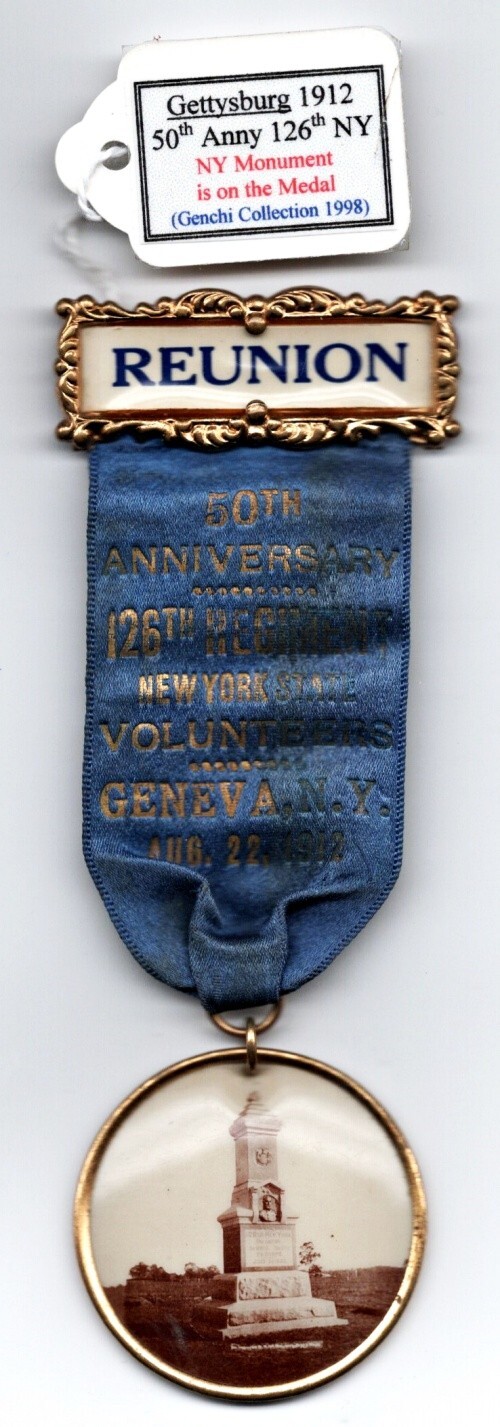 Gettysburg 1912
50th Anny 126th NY
NY Monument
is on the Medal
(Genchi Collection 1998)
REUNION
50TH
ANNIVERSARY
126TH REGIMENT
NEW YORK STATE
VOLUNTEERS
GENEVA, N.Y.
AUG. 22, 1912